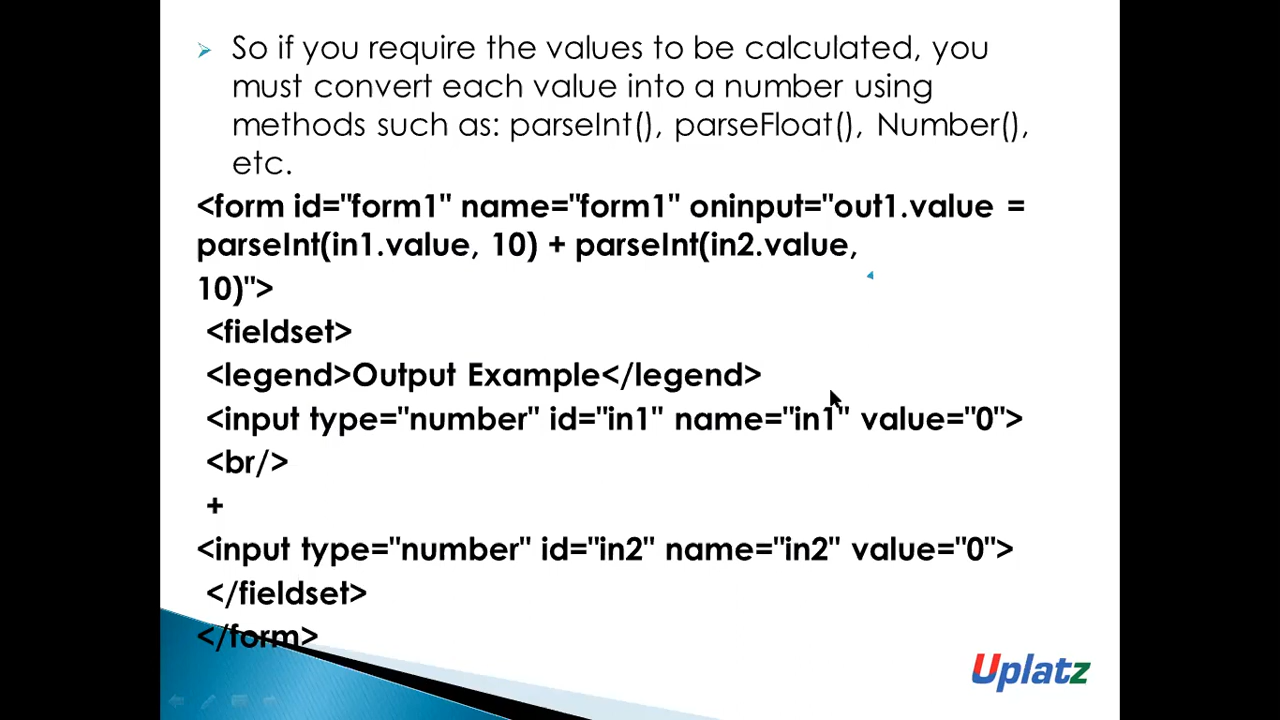 So if you require the values to be calculated, you
must convert each value into a number using
methods such as: parseInt(), parseFloat(), Number(),
etc.
<form id="form1" name="form1" oninput="out1.value =
parseInt(in1.value, 10) + parseInt(in2.value,
10)">
<fieldset>
<legend>Output Example</legend>
<input type="number" id="in1" name="in1" value="0">
<br/>
+
<input type="number" id="in2" name="in2" value="0">
</fieldset>
</form>
Uplatz